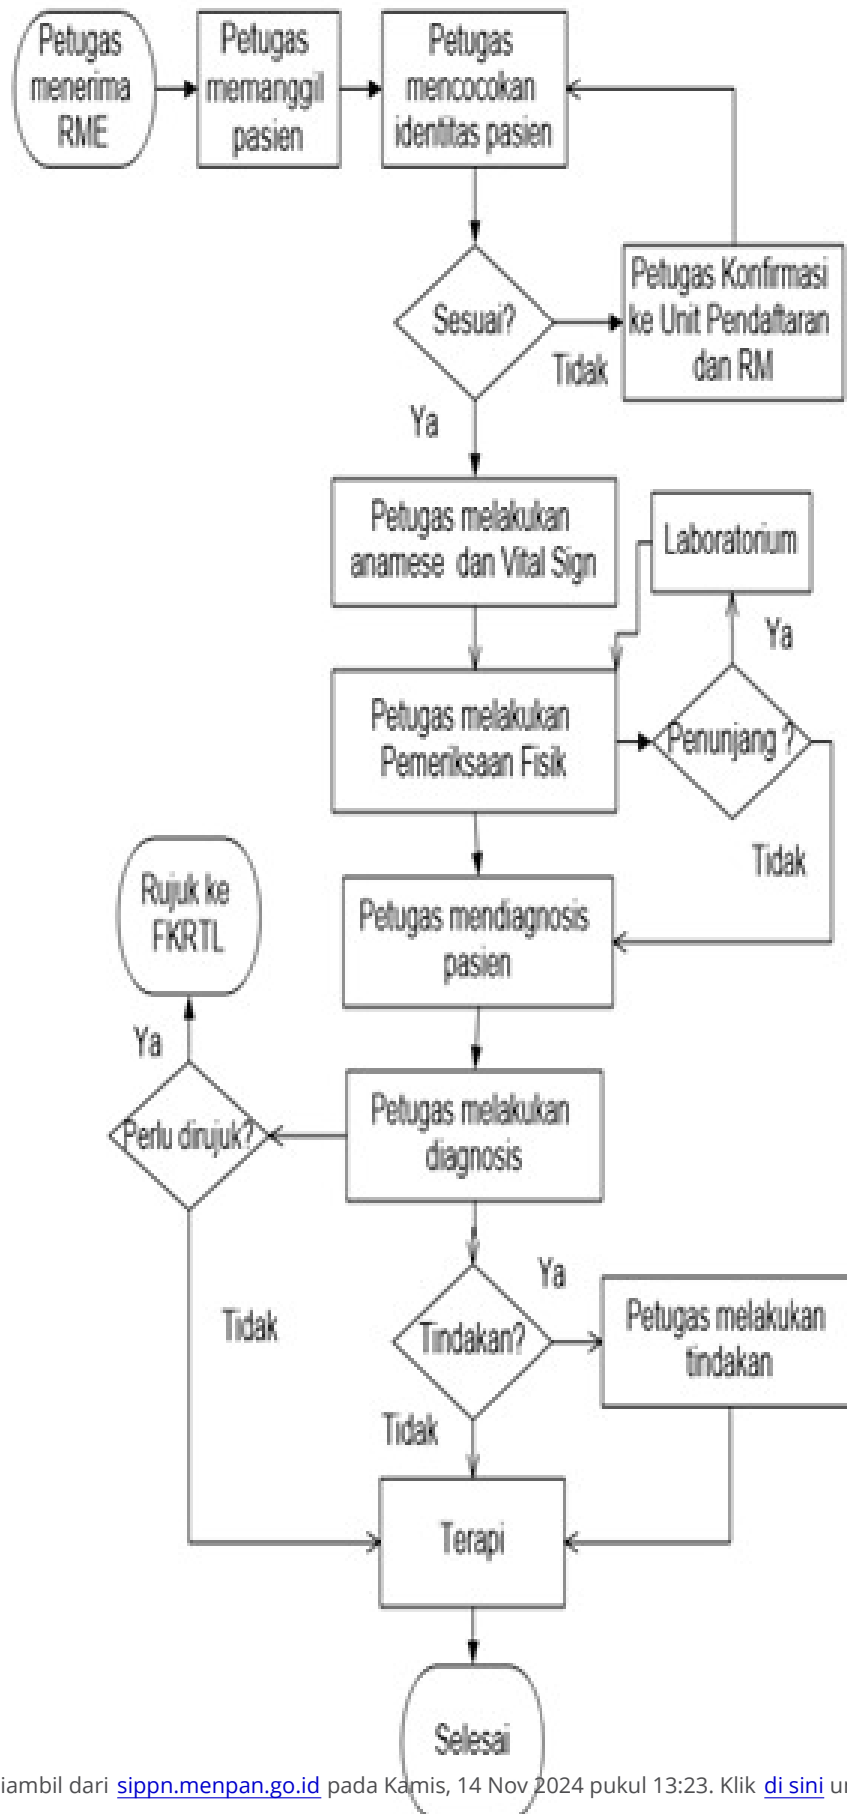 Petugas
menerima
RME
Petugas
memanggil
pasien
Petugas
mencocokan
identitas pasien
Sesuai?
Tidak
Petugas Konfirmasi
ke Unit Pendaftaran
dan RM
Ya
Petugas melakukan
anamese dan Vital Sign
Laboratorium
Ya
Petugas melakukan
Pemeriksaan Fisik
Penunjang ?
Tidak
Rujuk ke
FKRTL
Petugas mendiagnosis
pasien
Ya
Perlu dirujuk?
Petugas melakukan
diagnosis
Tidak
Tindakan?
Ya
Petugas melakukan
tindakan
Tidak
Terapi
Selesai
iambil dari sippn.menpan.go.id pada Kamis, 14 Nov 2024 pukul 13:23. Klik di sini ur